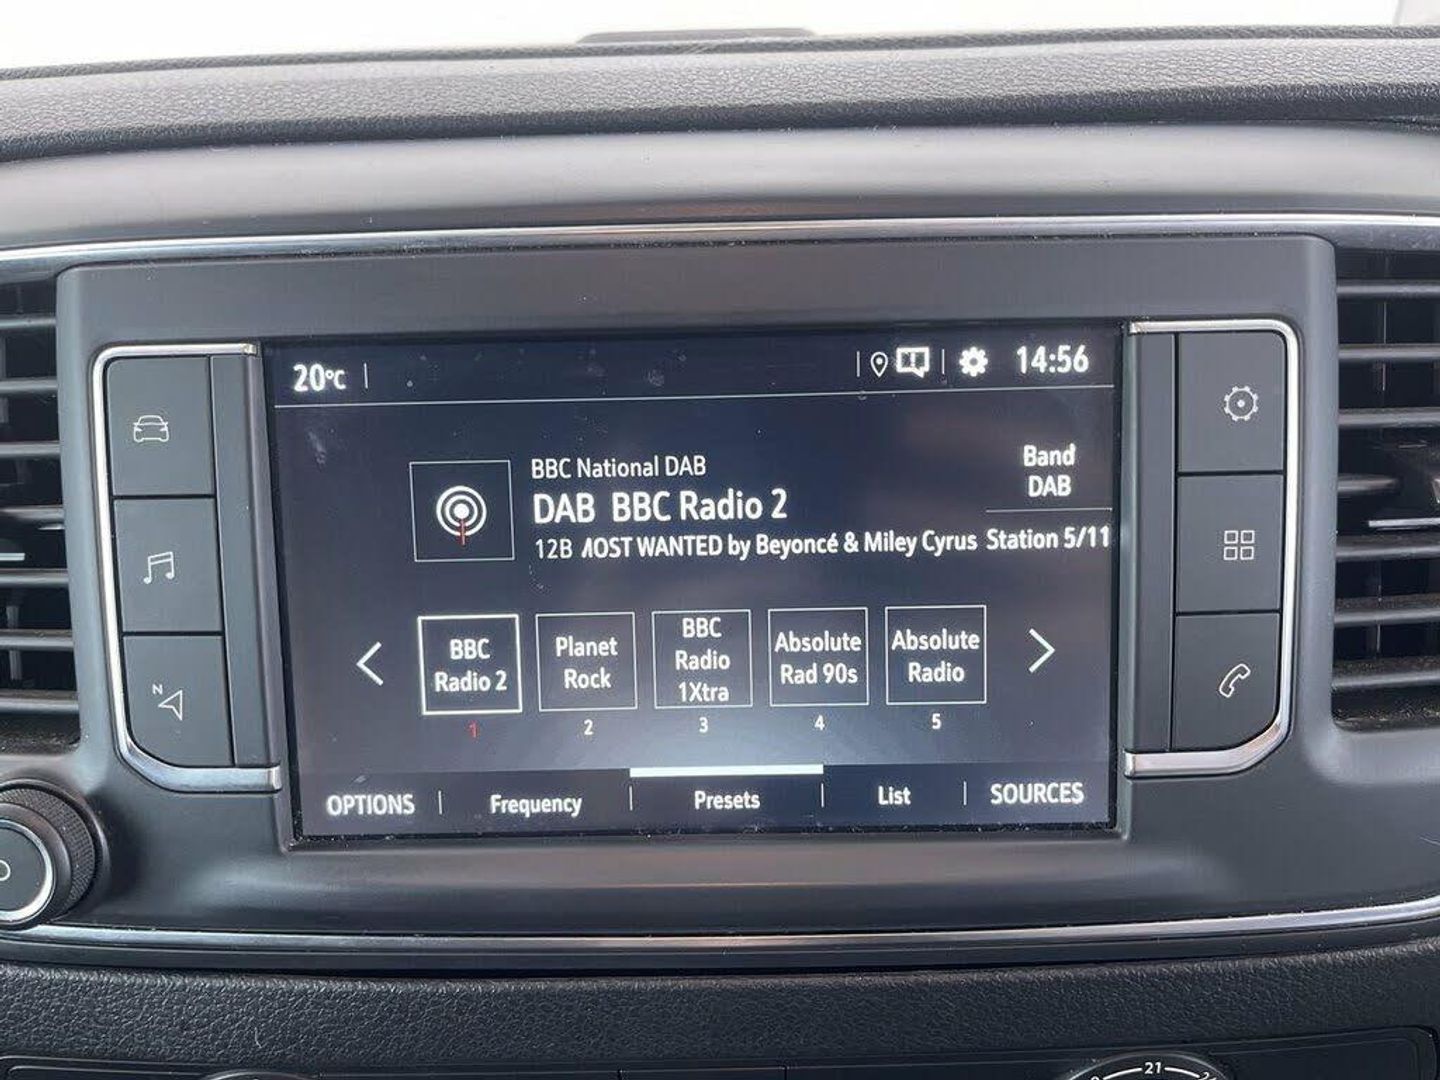 20°C
14:56
BBC National DAB
DAB BBC Radio 2
12B MOST WANTED by Beyoncé & Miley Cyrus
Band
DAB
Station 5/11
BBC
Radio 2
1
Planet
Rock
2
BBC
Radio
1Xtra
3
Absolute
Rad 90s
4
Absolute
Radio
5
OPTIONS
Frequency
Presets
List
SOURCES
N
21